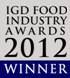 IGD FOOD
INDUSTRY
AWARDS
2012
WINNER